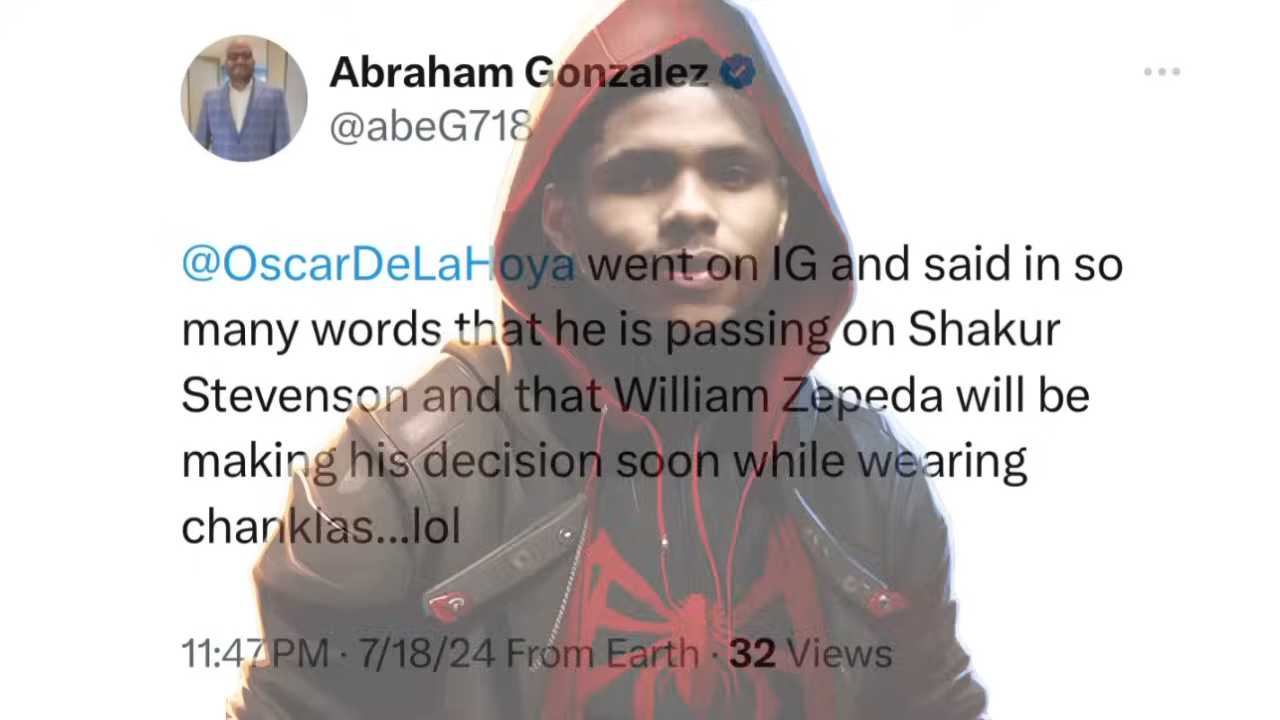 Abraham Gonzalez
@abeG718
@OscarDeLaHoya went on IG and said in so
many words that he is passing on Shakur
Stevenson and that William Zepeda will be
making his decision soon while wearing
chanklas...lol
11:47 PM · 7/18/24 From Earth · 32 Views